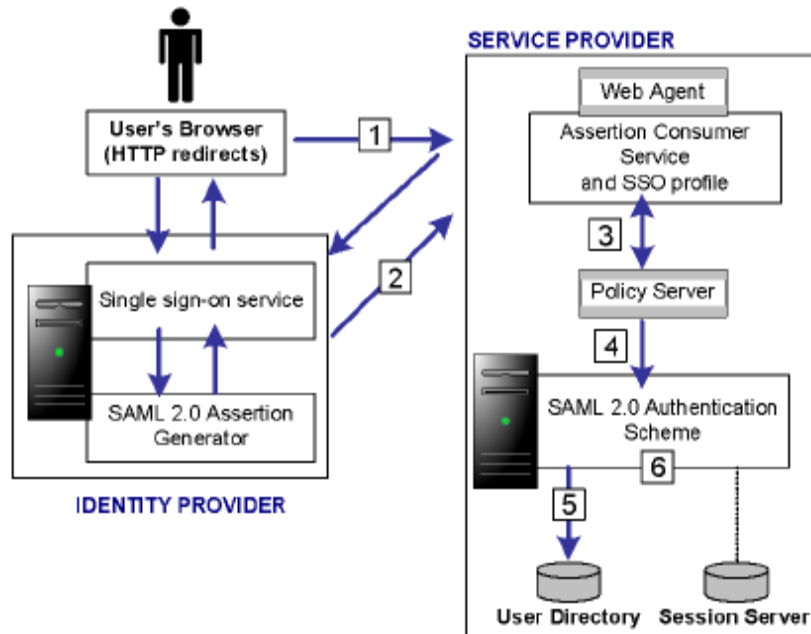 SERVICE PROVIDER
Web Agent
User's Browser
(HTTP redirects)
1
Assertion Consumer
Service
and SSO profile
3
2
Single sign-on service
Policy Server
4
SAML 2.0 Assertion
Generator
SAML 2.0 Authentication
Scheme
6
IDENTITY PROVIDER
5
User Directory
Session Server